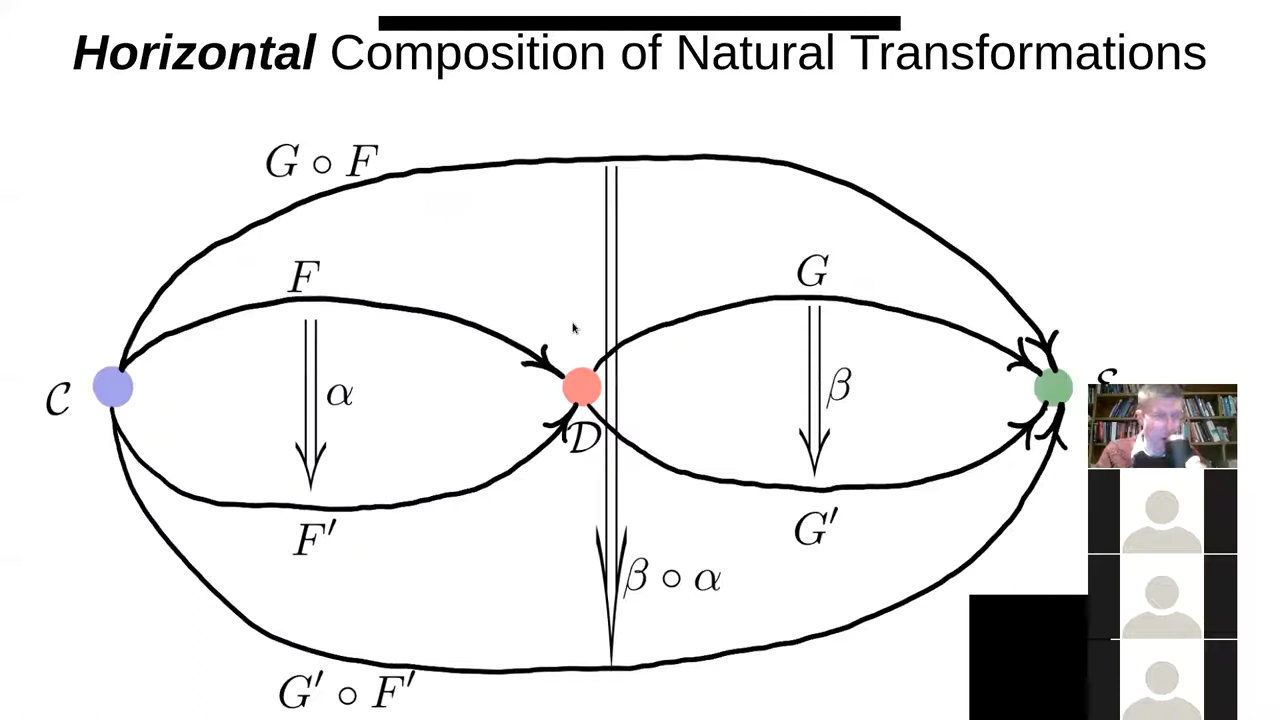 Horizontal Composition of Natural Transformations
G ∘ F
F
G
α
β
𝒞
𝒟
F′
G′
β ∘ α
G′ ∘ F′